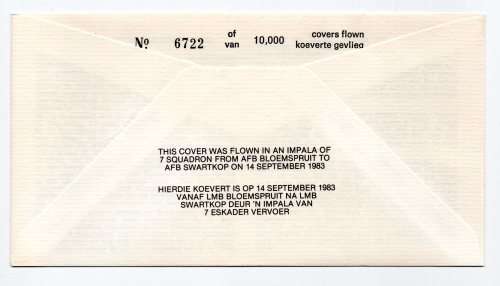 of
covers flown
Nº 6722 van 10,000 koeverte gevlieg
THIS COVER WAS FLOWN IN AN IMPALA OF
7 SQUADRON FROM AFB BLOEMSPRUIT TO
AFB SWARTKOP ON 14 SEPTEMBER 1983
HIERDIE KOEVERT IS OP 14 SEPTEMBER 1983
VANAF LMB BLOEMSPRUIT NA LMB
SWARTKOP DEUR 'N IMPALA VAN
7 ESKADER VERVOER